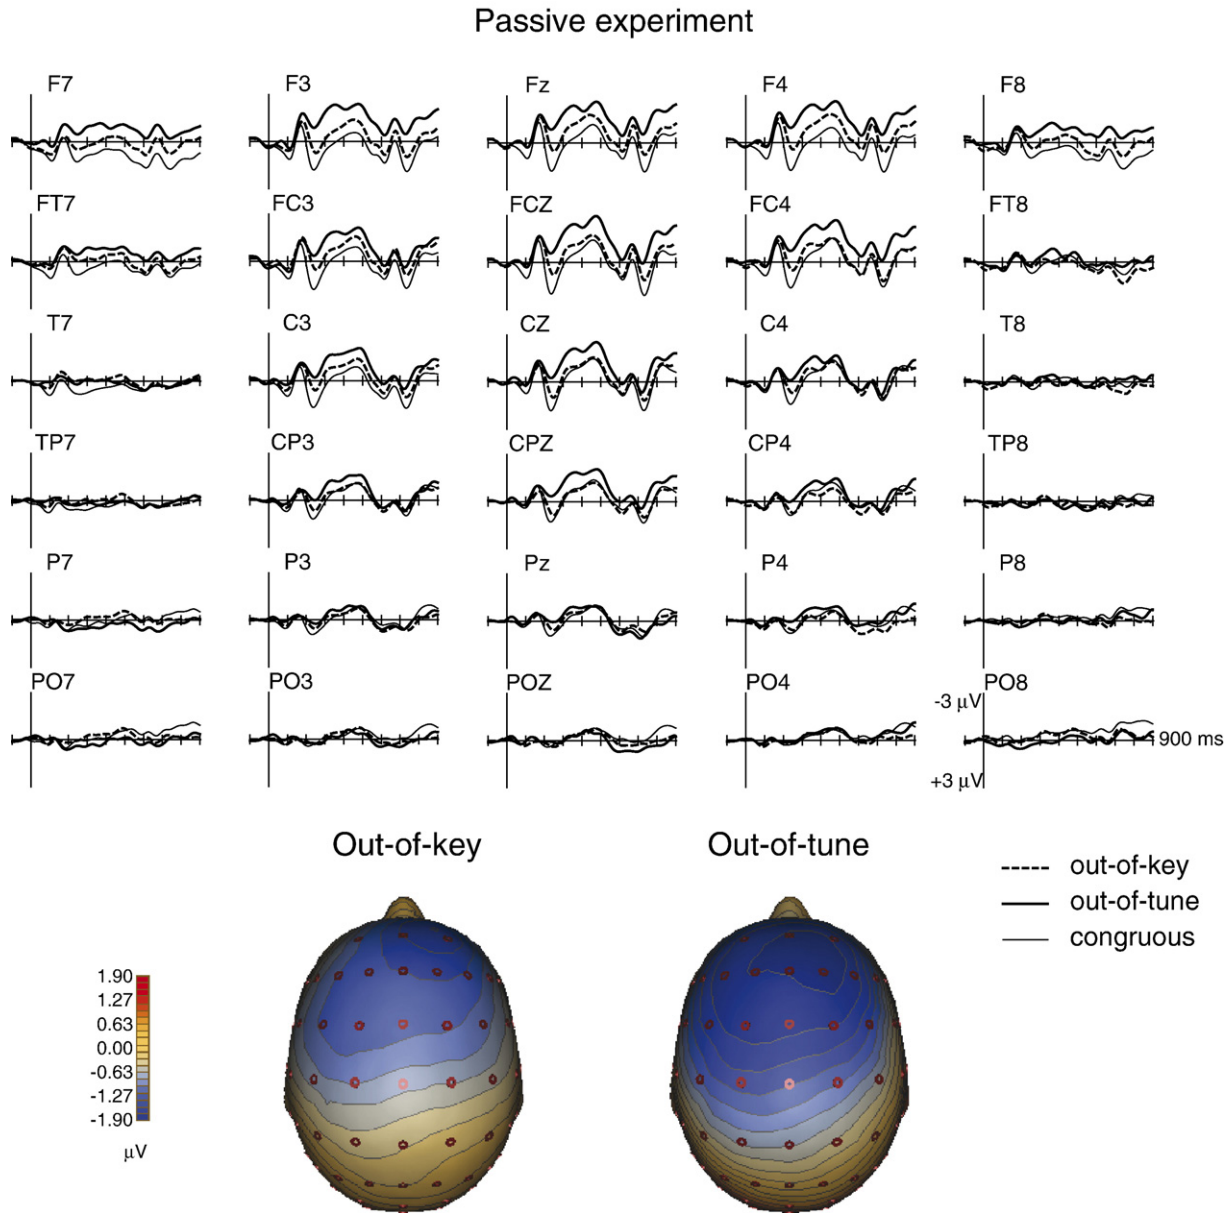 Passive experiment
F7 F3 Fz F4 F8
FT7 FC3 FCZ FC4 FT8
T7 C3 CZ C4 T8
TP7 CP3 CPZ CP4 TP8
P7 P3 Pz P4 P8
PO7 PO3 POZ PO4 PO8
-3 µV
900 ms
+3 µV
Out-of-key Out-of-tune
out-of-key
out-of-tune
congruous
1.90
1.27
0.63
0.00
-0.63
-1.27
-1.90
µV